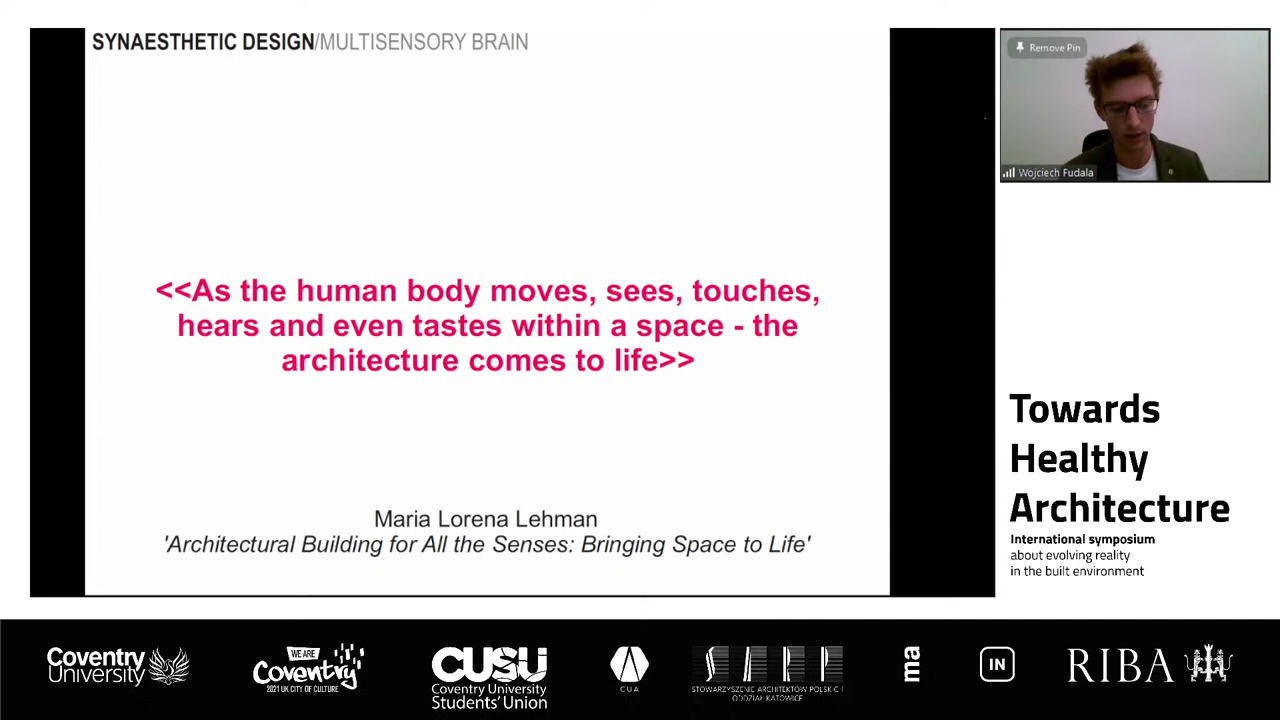 SYNAESTHETIC DESIGN/MULTISENSORY BRAIN
Remove Pin
Wojciech Fudala
<<As the human body moves, sees, touches,
hears and even tastes within a space - the
architecture comes to life>>
Maria Lorena Lehman
'Architectural Building for All the Senses: Bringing Space to Life'
Towards
Healthy
Architecture
International symposium
about evolving reality
in the built environment
Coventry
University
WE ARE
Coventry
2021 UK CITY OF CULTURE
CUSU
Coventry University
Students' Union
CUA
SARP
STOWARZYSZENIE ARCHITEKTÓW POLSKICH
ODDZIAŁ KATOWICE
ma
IN
RIBA